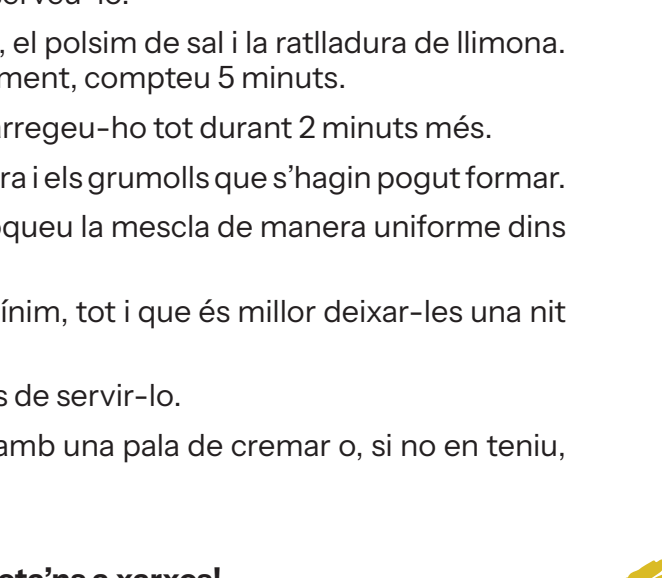 , el polsim de sal i la ratlladura de llimona.
ment, compteu 5 minuts.
rregeu-ho tot durant 2 minuts més.
ra i els grumolls que s’hagin pogut formar.
queu la mescla de manera uniforme dins
ínim, tot i que és millor deixar-les una nit
s de servir-lo.
amb una pala de cremar o, si no en teniu,